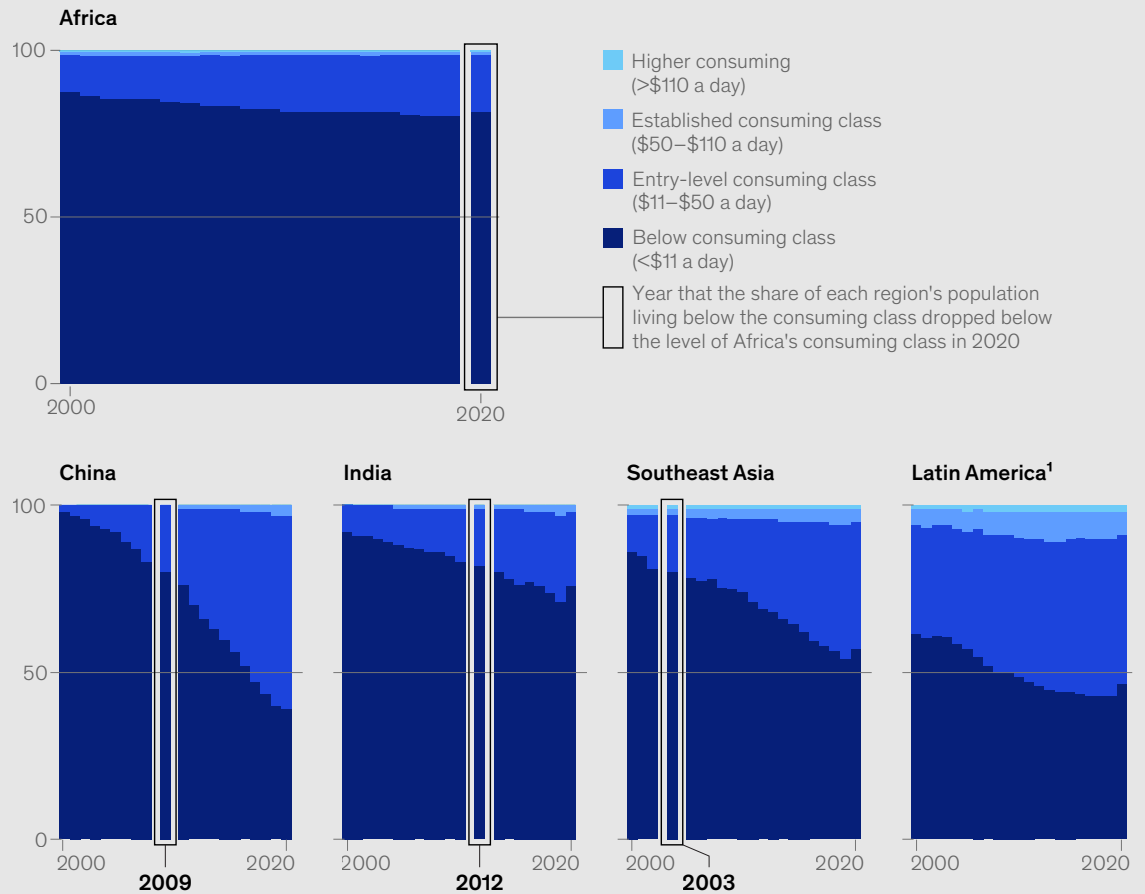 Africa
100
50
0
2000
2020
Higher consuming
(>$110 a day)
Established consuming class
($50–$110 a day)
Entry-level consuming class
($11–$50 a day)
Below consuming class
(<$11 a day)
Year that the share of each region's population
living below the consuming class dropped below
the level of Africa's consuming class in 2020
China
India
Southeast Asia
Latin America¹
100
50
0
2000
2020
2009
2000
2020
2012
2000
2020
2003
2000
2020